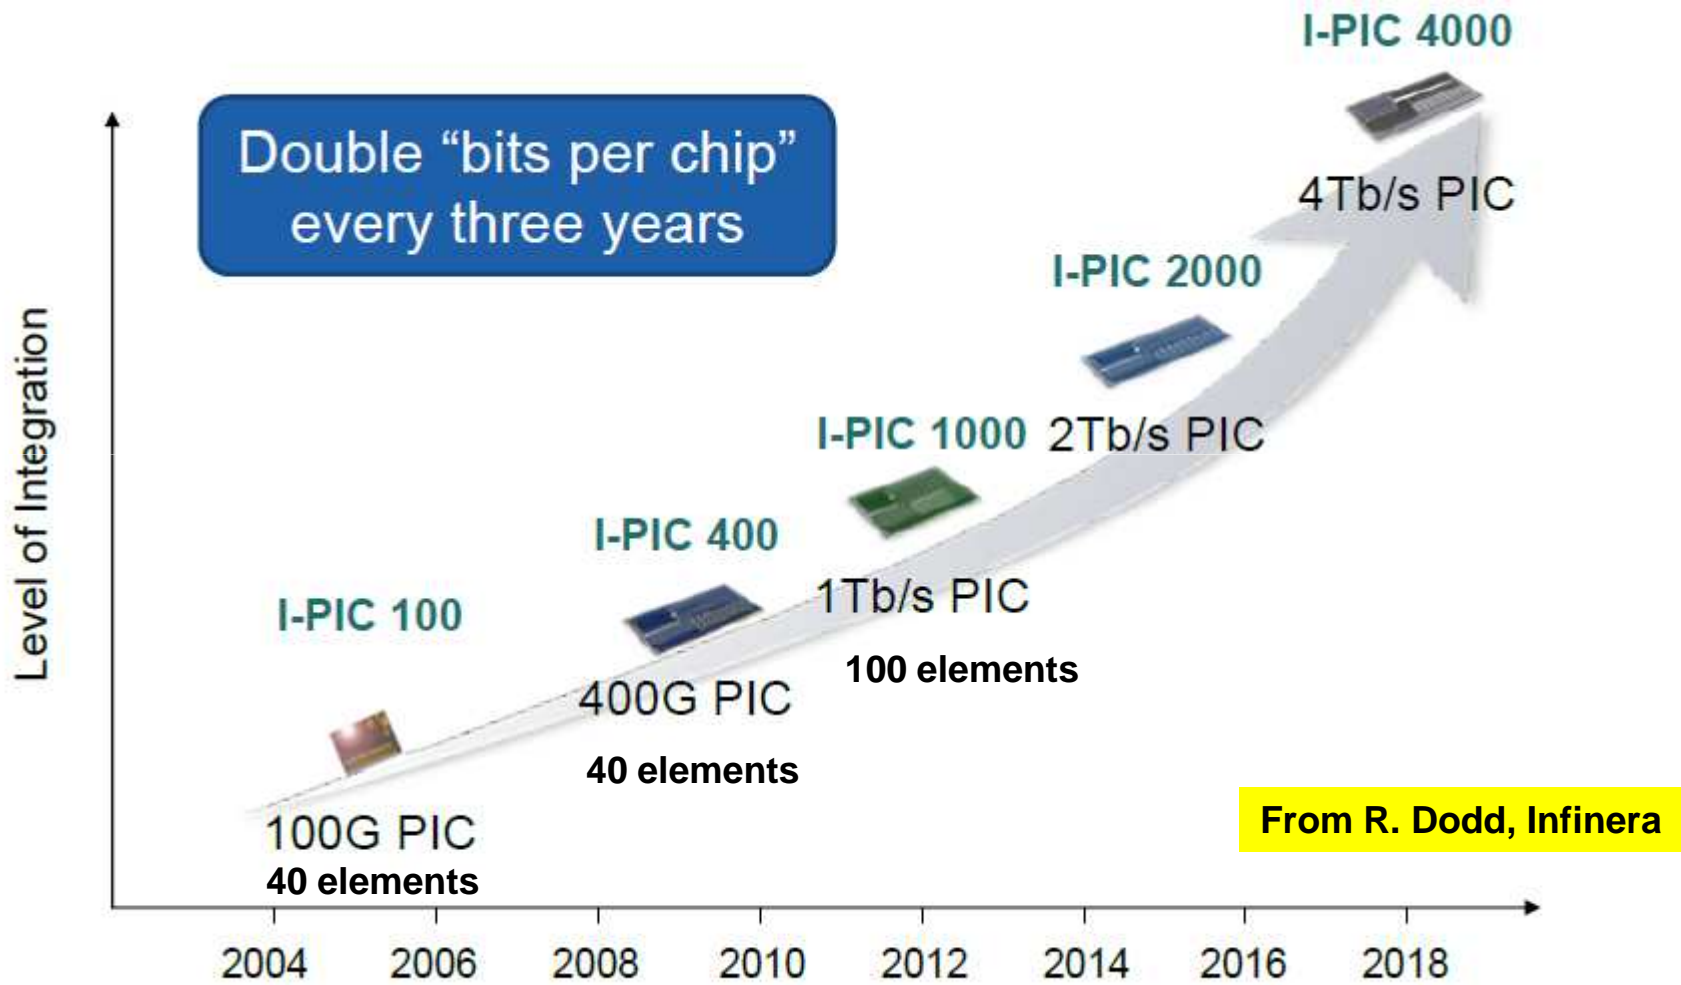 I-PIC 4000
Double “bits per chip”
every three years
4Tb/s PIC
I-PIC 2000
I-PIC 1000
2Tb/s PIC
I-PIC 400
1Tb/s PIC
100 elements
I-PIC 100
400G PIC
40 elements
100G PIC
40 elements
Level of Integration
From R. Dodd, Infinera
2004 2006 2008 2010 2012 2014 2016 2018